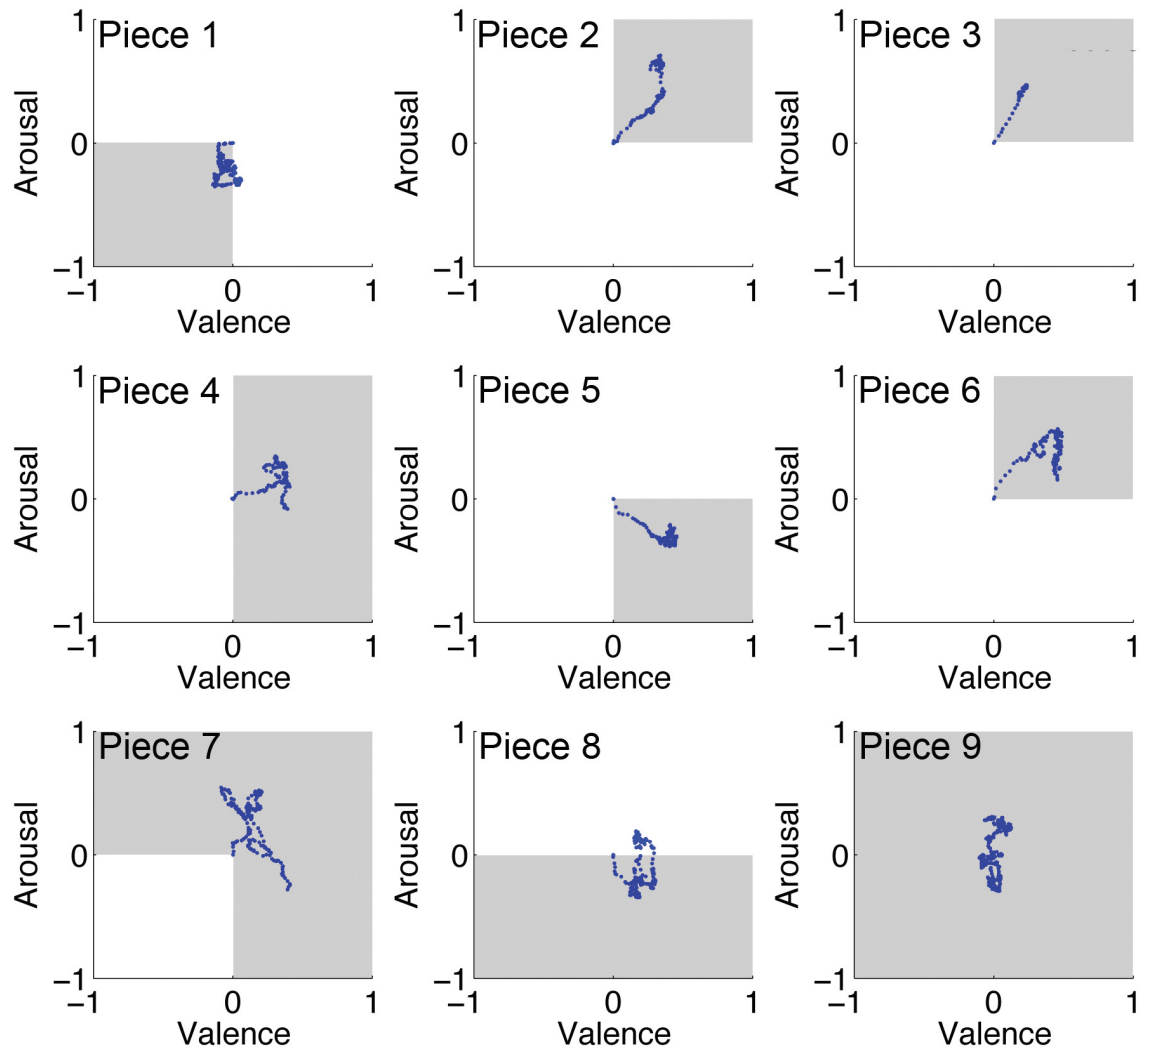 1 Piece 1
Arousal
0
−1
−1 0 1
Valence
1 Piece 2
Arousal
0
−1
−1 0 1
Valence
1 Piece 3
Arousal
0
−1
−1 0 1
Valence
1 Piece 4
Arousal
0
−1
−1 0 1
Valence
1 Piece 5
Arousal
0
−1
−1 0 1
Valence
1 Piece 6
Arousal
0
−1
−1 0 1
Valence
1 Piece 7
Arousal
0
−1
−1 0 1
Valence
1 Piece 8
Arousal
0
−1
−1 0 1
Valence
1 Piece 9
Arousal
0
−1
−1 0 1
Valence